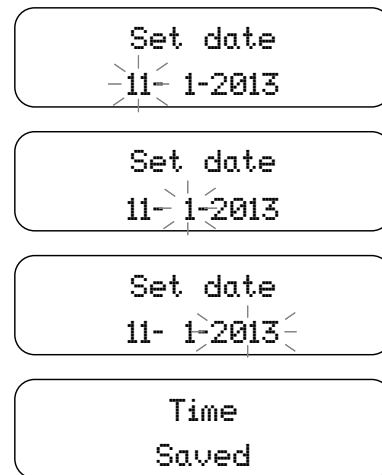 Set date
11- 1-2013
Set date
11- 1-2013
Set date
11- 1-2013
Time
Saved